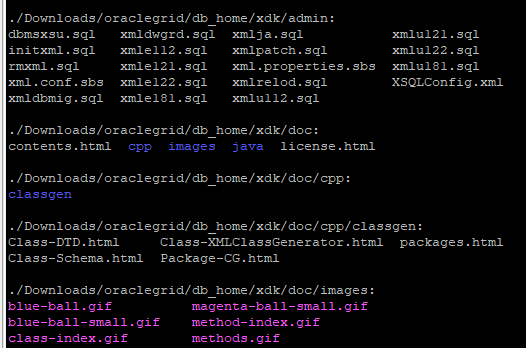 ./Downloads/oraclegrid/db_home/xdk/admin:
dbmsxsu.sql  xmldwgrd.sql  xmlja.sql           xmlu121.sql
initxml.sql  xmle112.sql   xmlpatch.sql        xmlu122.sql
rmxml.sql    xmle121.sql   xml.properties.sbs  xmlu181.sql
xml.conf.sbs  xmle122.sql   xmlrelod.sql        XSQLConfig.xml
xmldbmig.sql  xmle181.sql   xmlu112.sql
./Downloads/oraclegrid/db_home/xdk/doc:
contents.html  cpp  images  java  license.html
./Downloads/oraclegrid/db_home/xdk/doc/cpp:
classgen
./Downloads/oraclegrid/db_home/xdk/doc/cpp/classgen:
Class-DTD.html     Class-XMLClassGenerator.html  packages.html
Class-Schema.html  Package-CG.html
./Downloads/oraclegrid/db_home/xdk/doc/images:
blue-ball.gif          magenta-ball-small.gif
blue-ball-small.gif    method-index.gif
class-index.gif        methods.gif